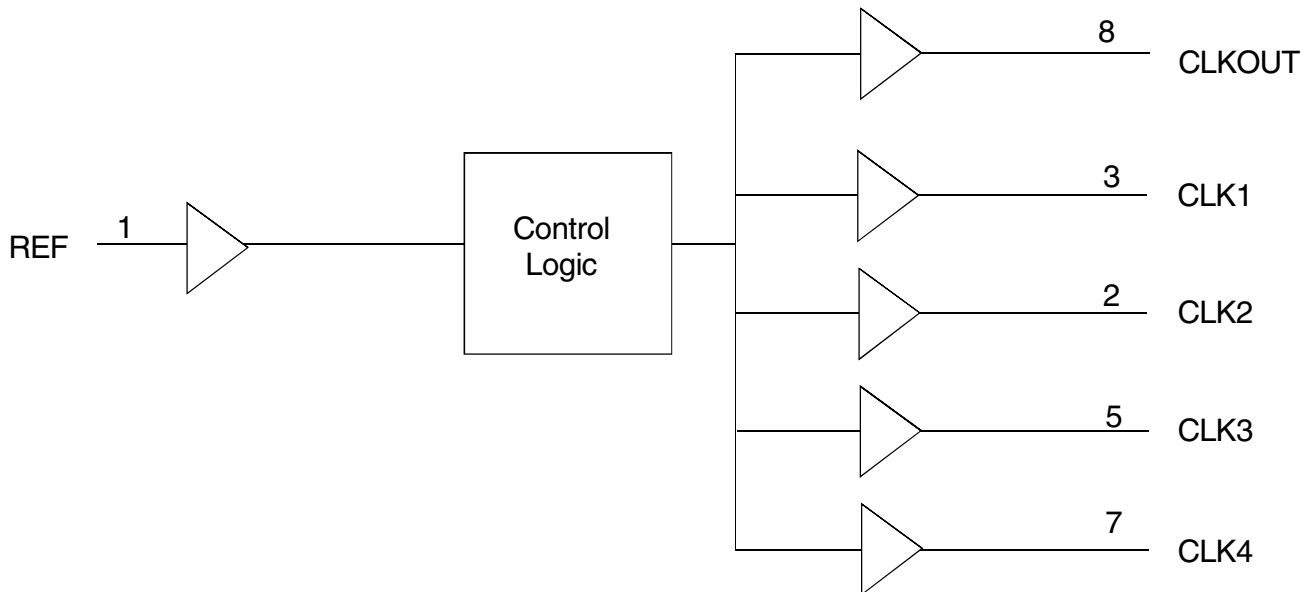 8
CLKOUT
3
CLK1
REF
1
Control
Logic
2
CLK2
5
CLK3
7
CLK4